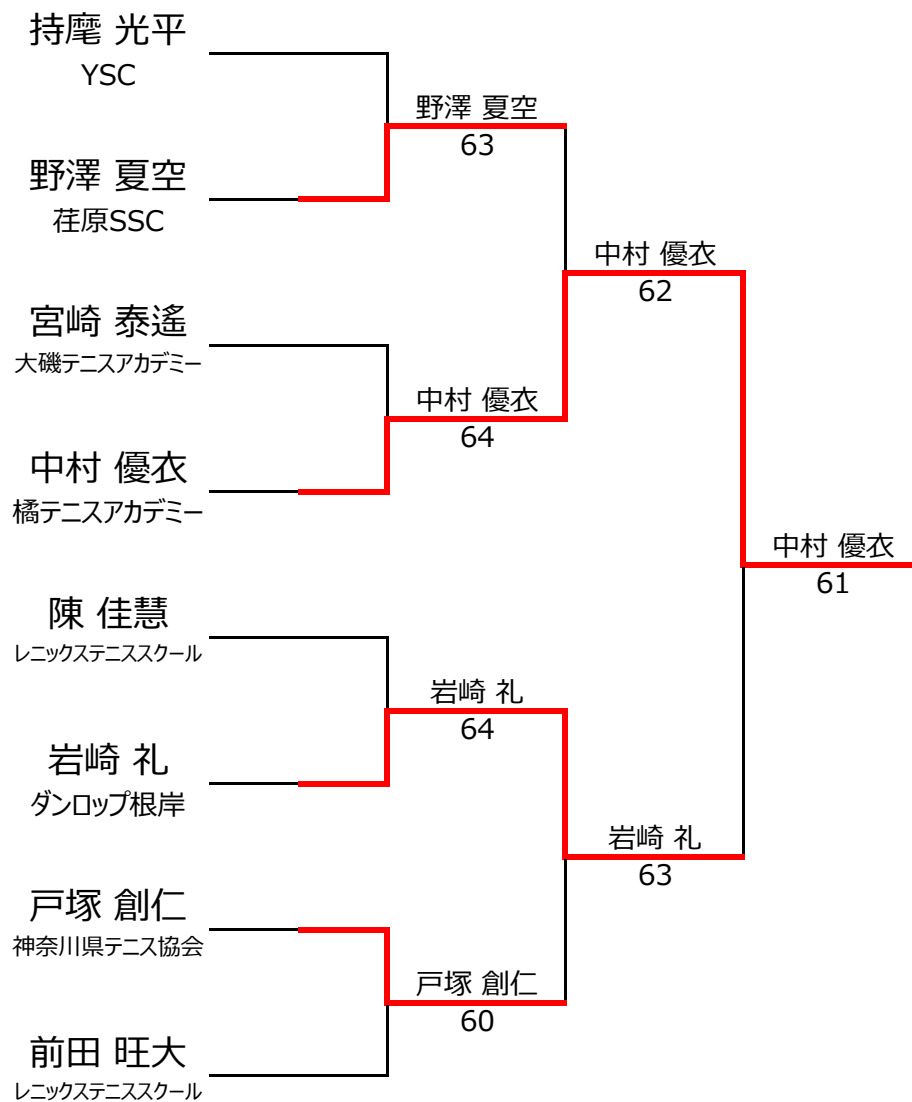 持麾 光平
YSC
野澤 夏空
63
野澤 夏空
荏原SSC
中村 優衣
62
宮崎 泰遙
大磯テニスアカデミー
中村 優衣
64
中村 優衣
橘テニスアカデミー
中村 優衣
61
陳 佳慧
レニックステニススクール
岩崎 礼
64
岩崎 礼
ダンロップ根岸
岩崎 礼
63
戸塚 創仁
神奈川県テニス協会
戸塚 創仁
60
前田 旺大
レニックステニススクール